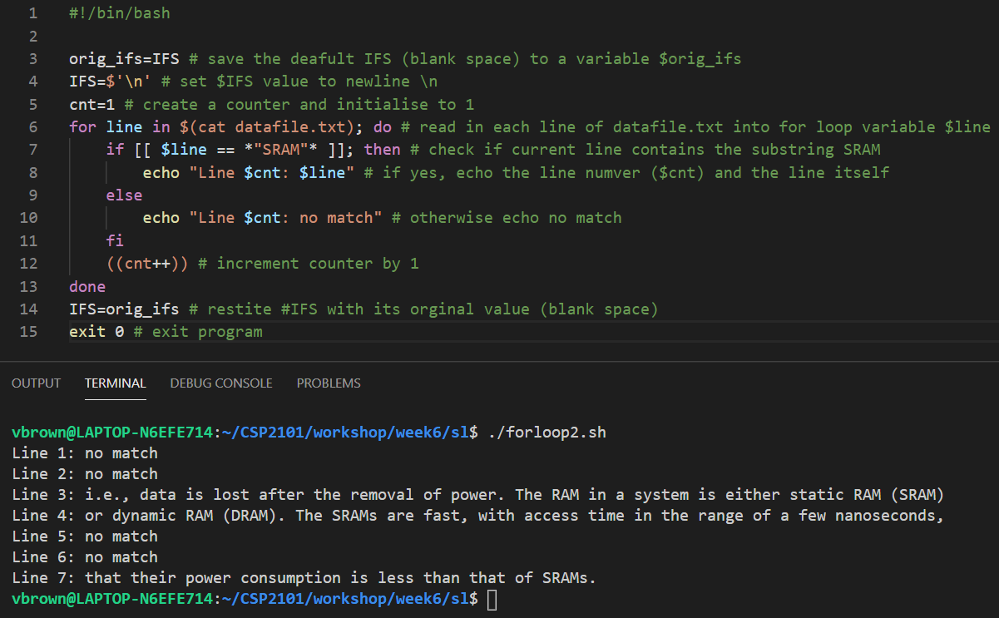 1 #!/bin/bash
2
3 orig_ifs=IFS # save the deafult IFS (blank space) to a variable $orig_ifs
4 IFS=$'\n' # set $IFS value to newline \n
5 cnt=1 # create a counter and initialise to 1
6 for line in $(cat datafile.txt); do # read in each line of datafile.txt into for loop variable $line
7 if [[ $line == *"SRAM"* ]]; then # check if current line contains the substring SRAM
8 echo "Line $cnt: $line" # if yes, echo the line numver ($cnt) and the line itself
9 else
10 echo "Line $cnt: no match" # otherwise echo no match
11 fi
12 ((cnt++)) # increment counter by 1
13 done
14 IFS=orig_ifs # restite #IFS with its orginal value (blank space)
15 exit 0 # exit program
OUTPUT TERMINAL DEBUG CONSOLE PROBLEMS
vbrown@LAPTOP-N6EFE714:~/CSP2101/workshop/week6/sl$ ./forloop2.sh
Line 1: no match
Line 2: no match
Line 3: i.e., data is lost after the removal of power. The RAM in a system is either static RAM (SRAM)
Line 4: or dynamic RAM (DRAM). The SRAMs are fast, with access time in the range of a few nanoseconds,
Line 5: no match
Line 6: no match
Line 7: that their power consumption is less than that of SRAMs.
vbrown@LAPTOP-N6EFE714:~/CSP2101/workshop/week6/sl$